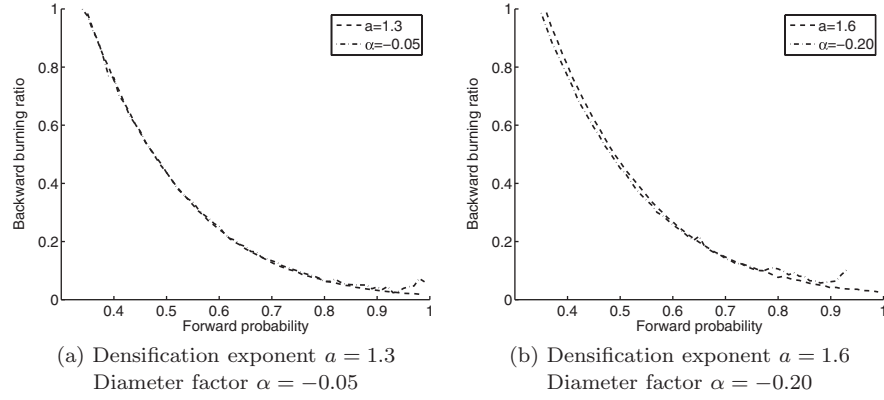 a=1.3
α=−0.05
Backward burning ratio
1
0.8
0.6
0.4
0.2
0
0.4 0.5 0.6 0.7 0.8 0.9 1
Forward probability
(a) Densification exponent a = 1.3
Diameter factor α = −0.05
a=1.6
α=−0.20
Backward burning ratio
1
0.8
0.6
0.4
0.2
0
0.4 0.5 0.6 0.7 0.8 0.9 1
Forward probability
(b) Densification exponent a = 1.6
Diameter factor α = −0.20